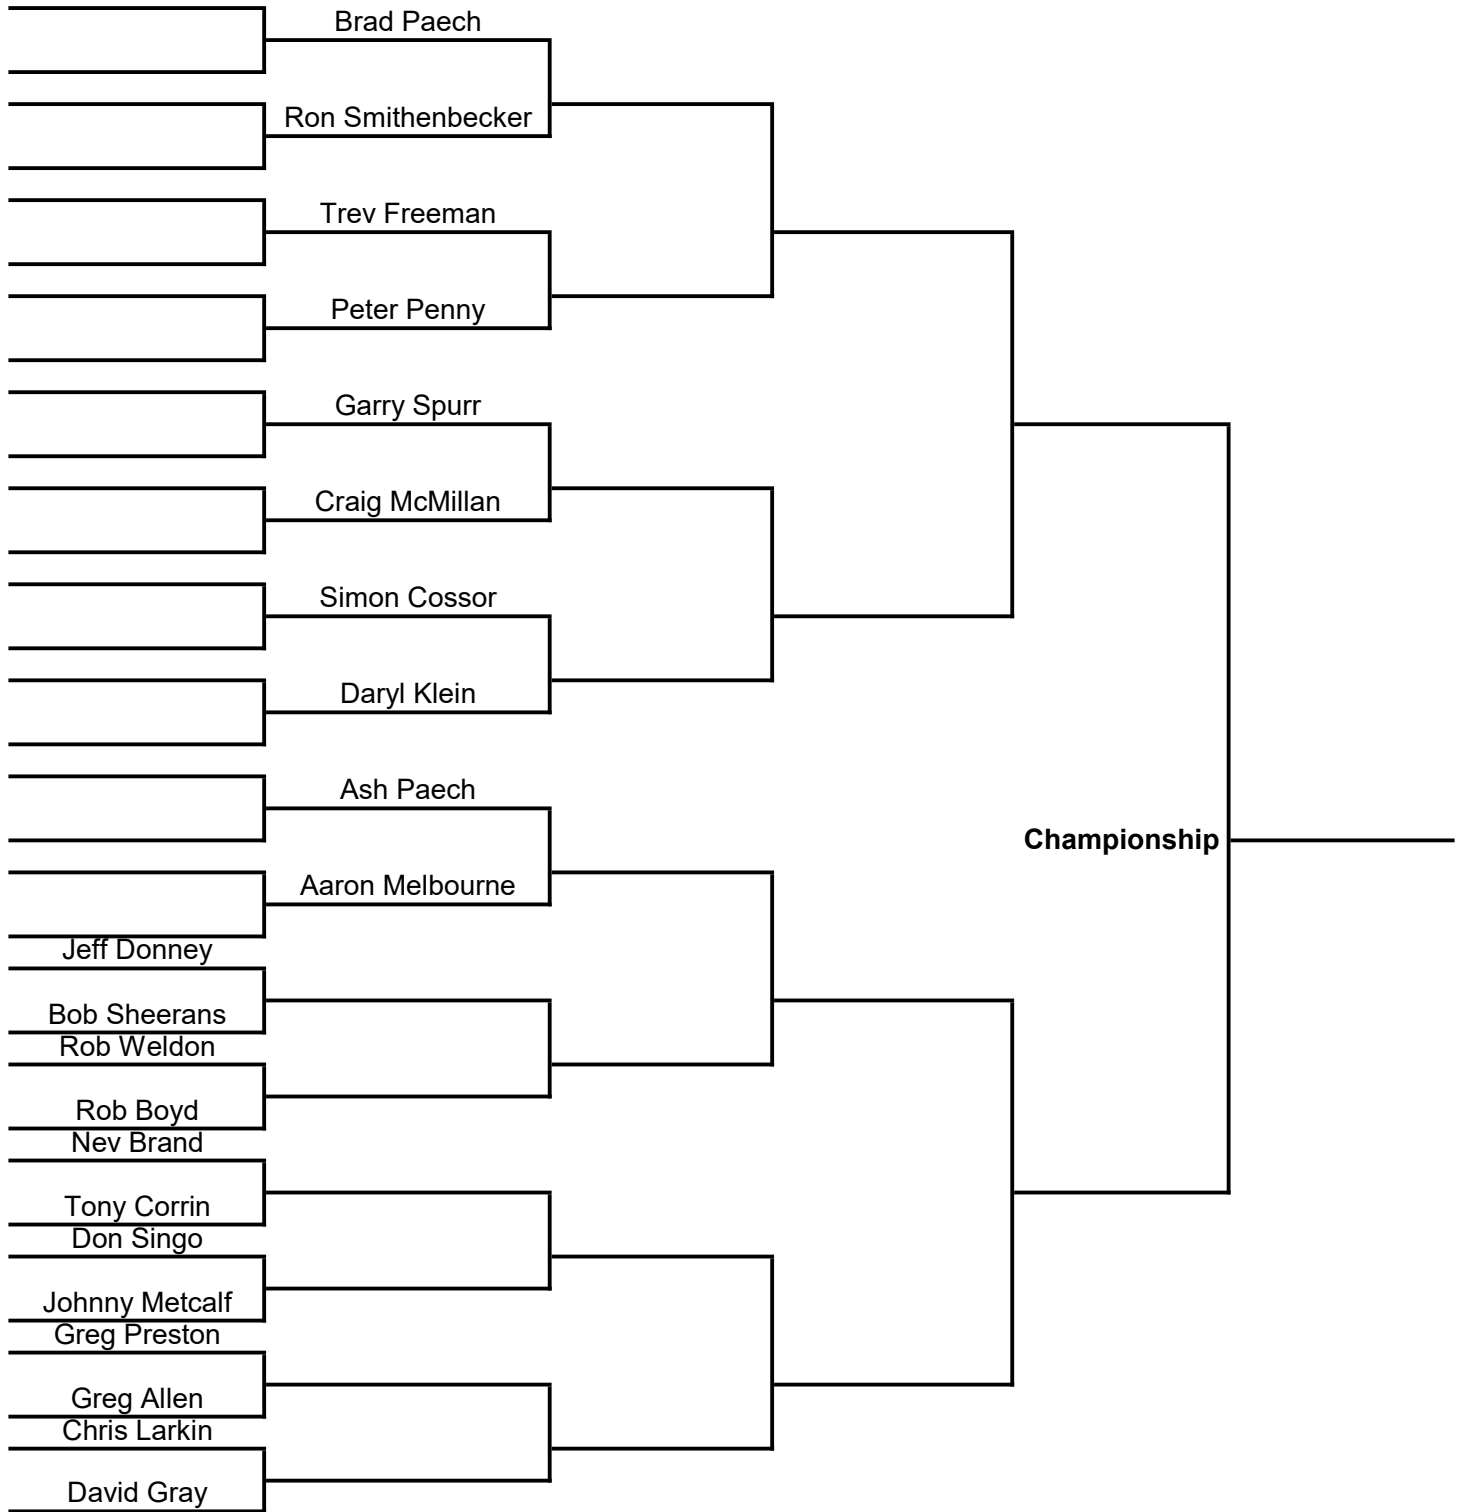 Brad Paech
Ron Smithenbecker
Trev Freeman
Peter Penny
Garry Spurr
Craig McMillan
Simon Cossor
Daryl Klein
Ash Paech
Championship
Aaron Melbourne
Jeff Donney
Bob Sheerans
Rob Weldon
Rob Boyd
Nev Brand
Tony Corrin
Don Singo
Johnny Metcalf
Greg Preston
Greg Allen
Chris Larkin
David Gray